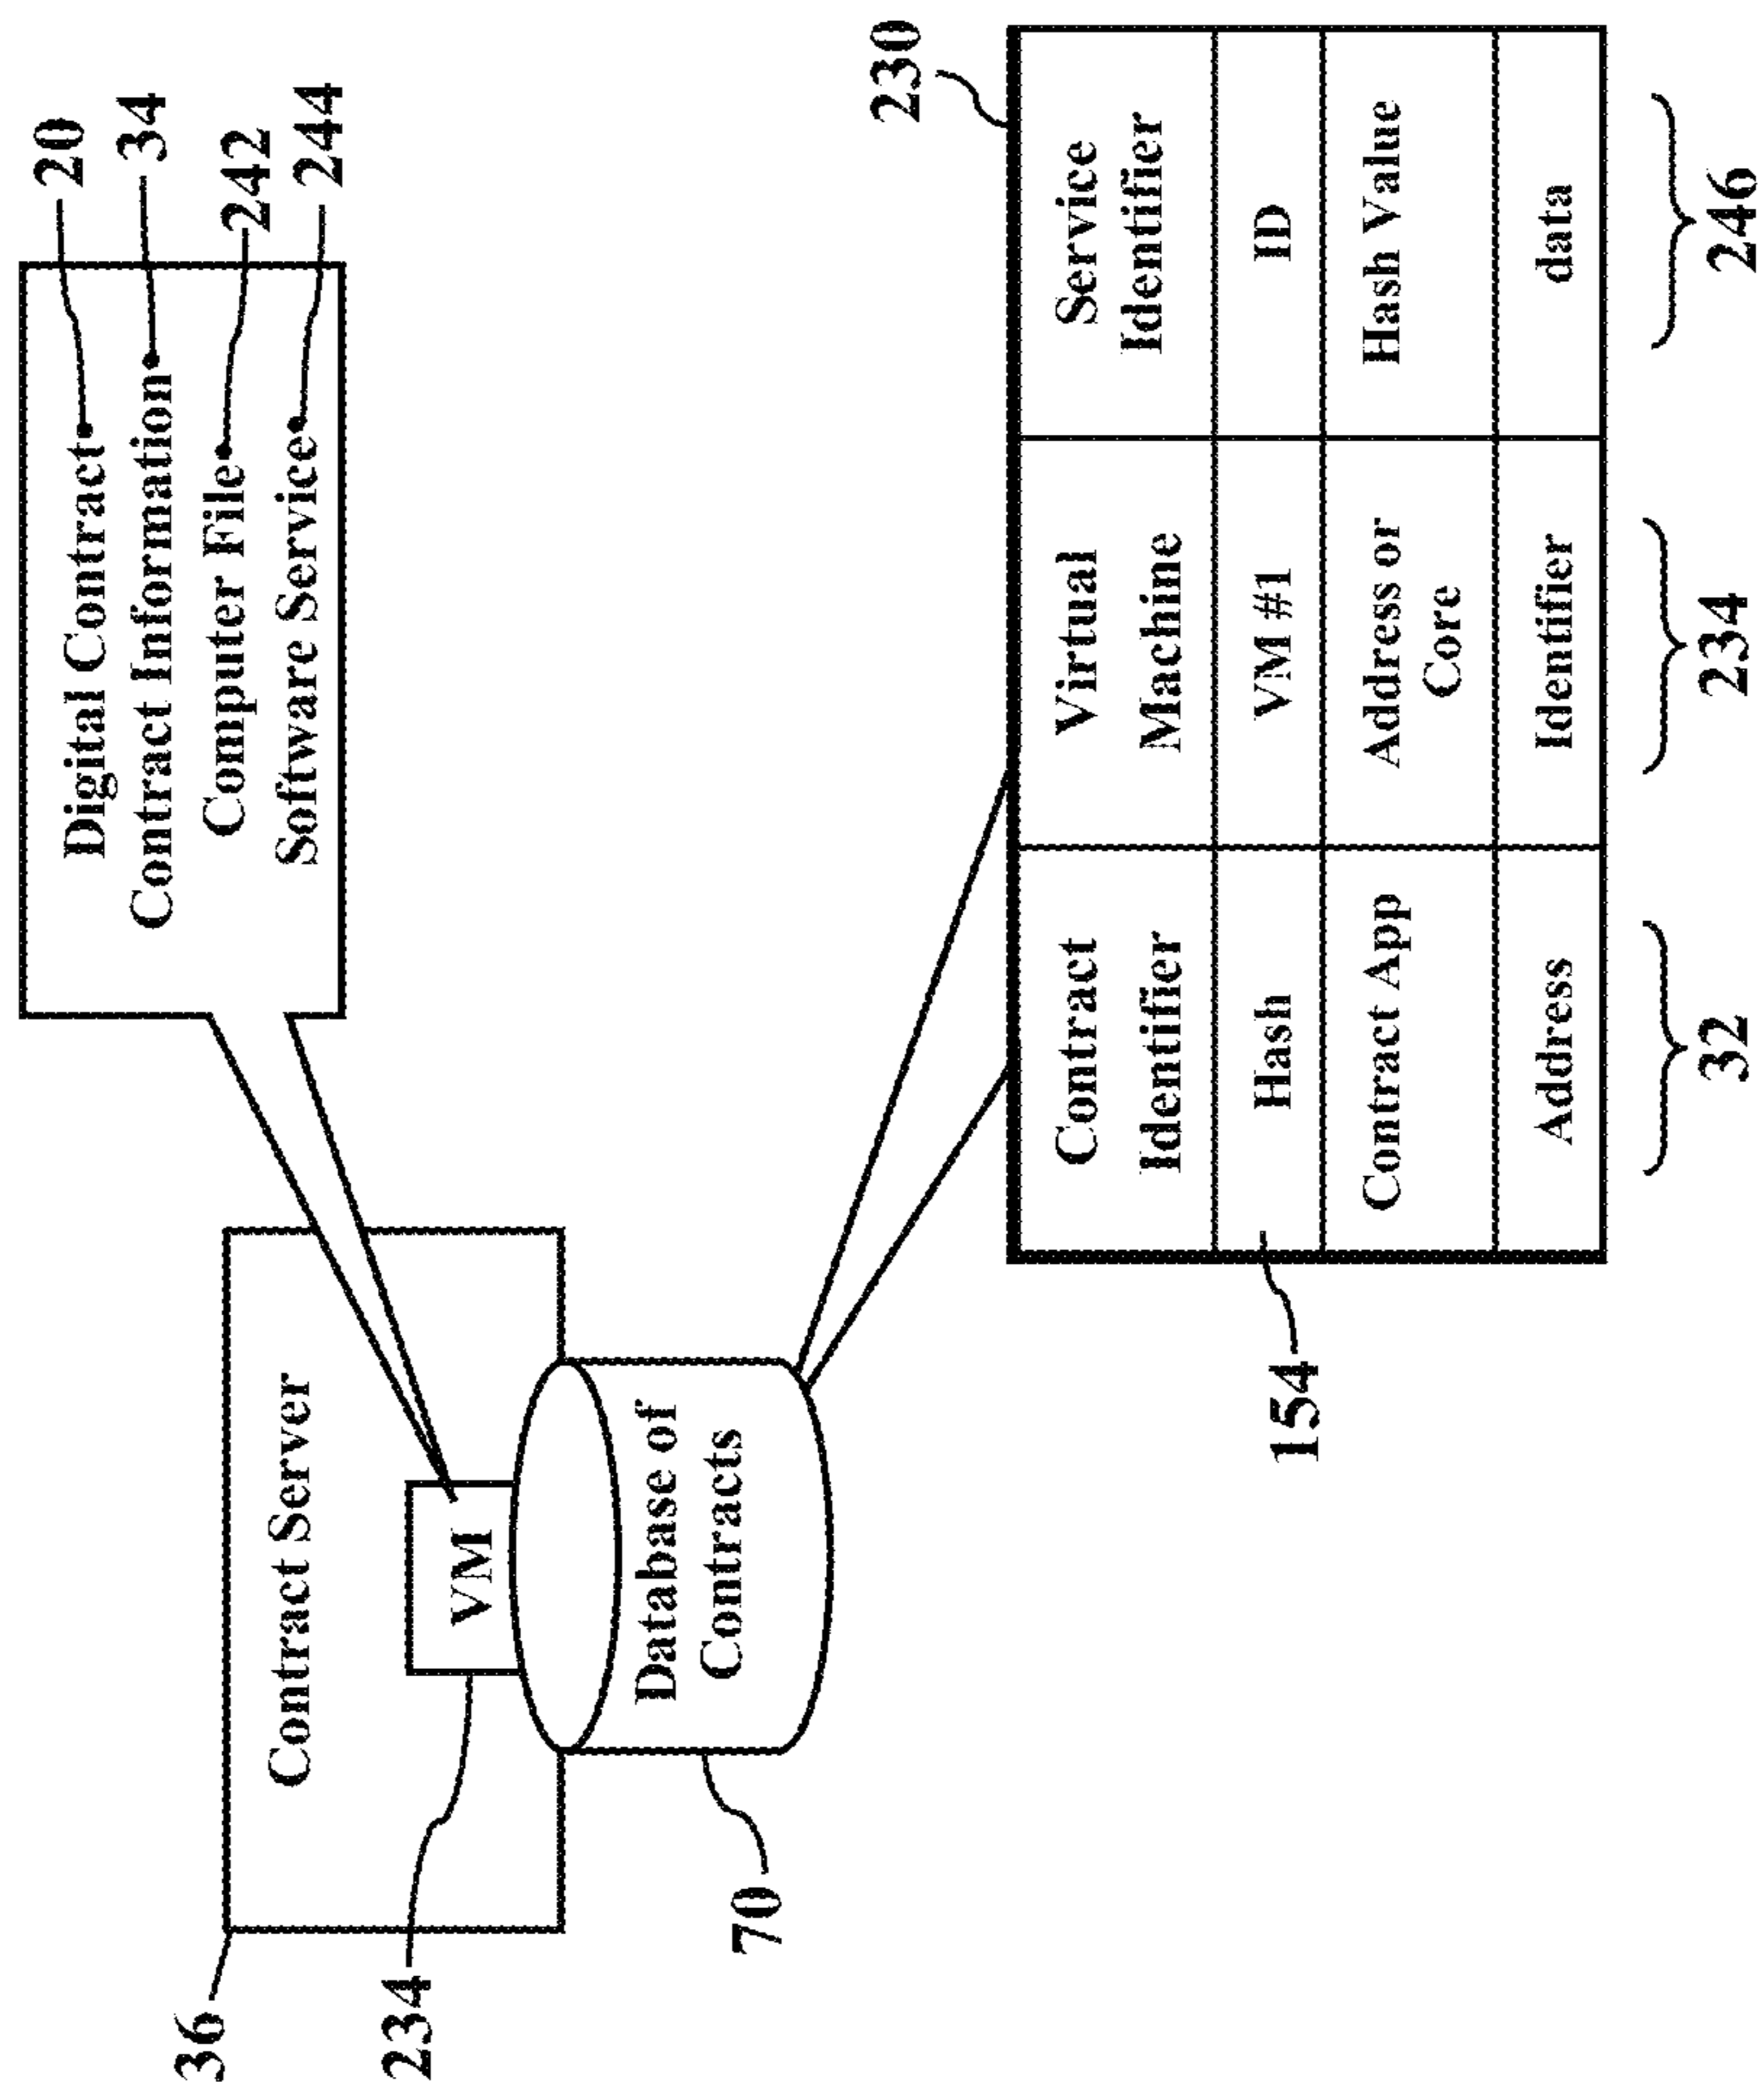 36
Contract Server
234
VM
70
Database of
Contracts
Digital Contract
20
Contract Information
34
Computer File
242
Software Service
244
230
Contract
Identifier
Virtual
Machine
Service
Identifier
154
Hash
VM #1
ID
Contract App
Address or
Core
Hash Value
Address
Identifier
data
32
234
246